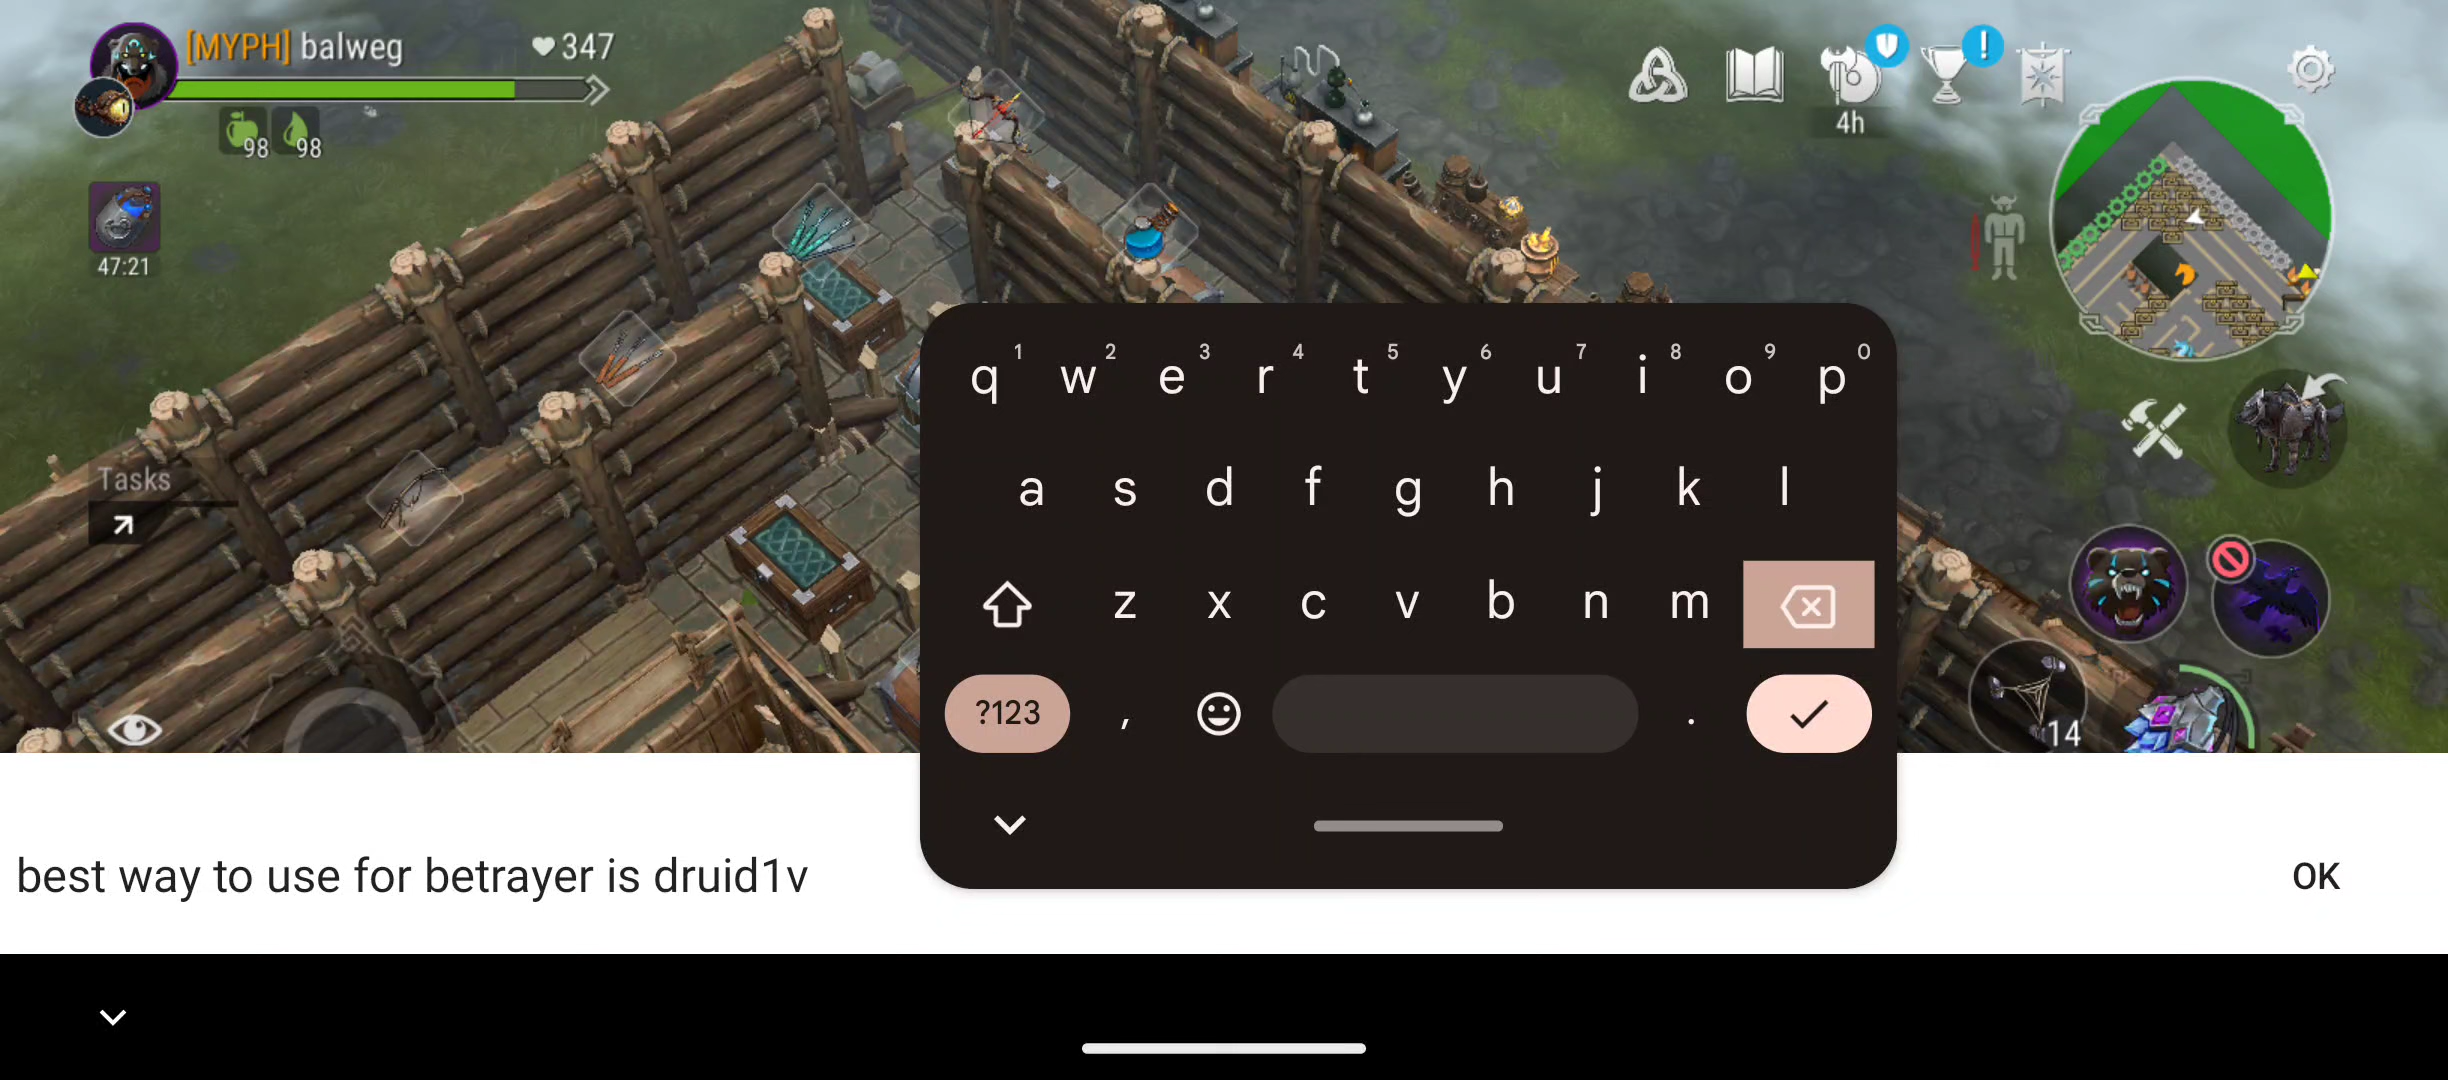 [MYPH] balweg 347
98 98
4h
47:21
Tasks
q 1 w 2 e 3 r 4 t 5 y 6 u 7 i 8 o 9 p 0
a s d f g h j k l
z x c v b n m
?123 , .
14
best way to use for betrayer is druid1v
OK